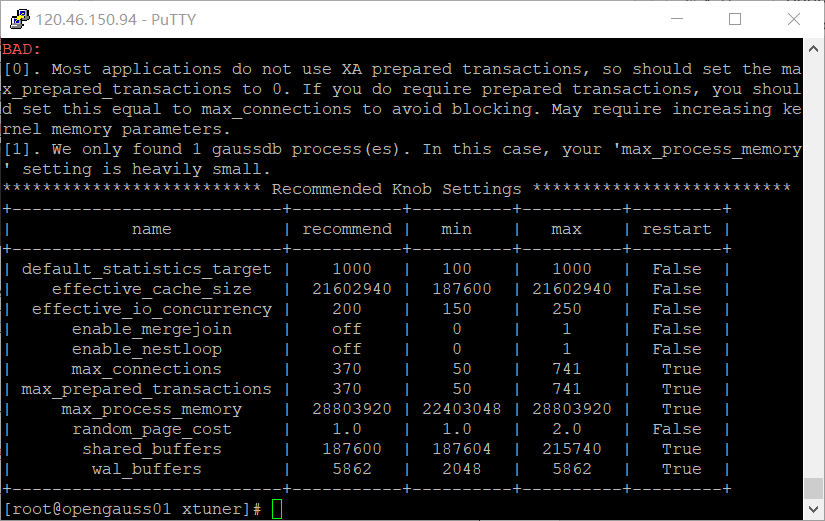 120.46.150.94 - PuTTY
BAD:
[0]. Most applications do not use XA prepared transactions, so should set the ma
x_prepared_transactions to 0. If you do require prepared transactions, you shoul
d set this equal to max_connections to avoid blocking. May require increasing ke
rnel memory parameters.
[1]. We only found 1 gaussdb process(es). In this case, your 'max_process_memory
' setting is heavily small.
************************** Recommended Knob Settings **************************
+---------------------------+-----------+----------+----------+---------+
| name | recommend | min | max | restart |
+---------------------------+-----------+----------+----------+---------+
| default_statistics_target | 1000 | 100 | 1000 | False |
| effective_cache_size | 21602940 | 187600 | 21602940 | False |
| effective_io_concurrency | 200 | 150 | 250 | False |
| enable_mergejoin | off | 0 | 1 | False |
| enable_nestloop | off | 0 | 1 | False |
| max_connections | 370 | 50 | 741 | True |
| max_prepared_transactions | 370 | 50 | 741 | True |
| max_process_memory | 28803920 | 22403048 | 28803920 | True |
| random_page_cost | 1.0 | 1.0 | 2.0 | False |
| shared_buffers | 187600 | 187604 | 215740 | True |
| wal_buffers | 5862 | 2048 | 5862 | True |
+---------------------------+-----------+----------+----------+---------+
[root@opengauss01 xtuner]#